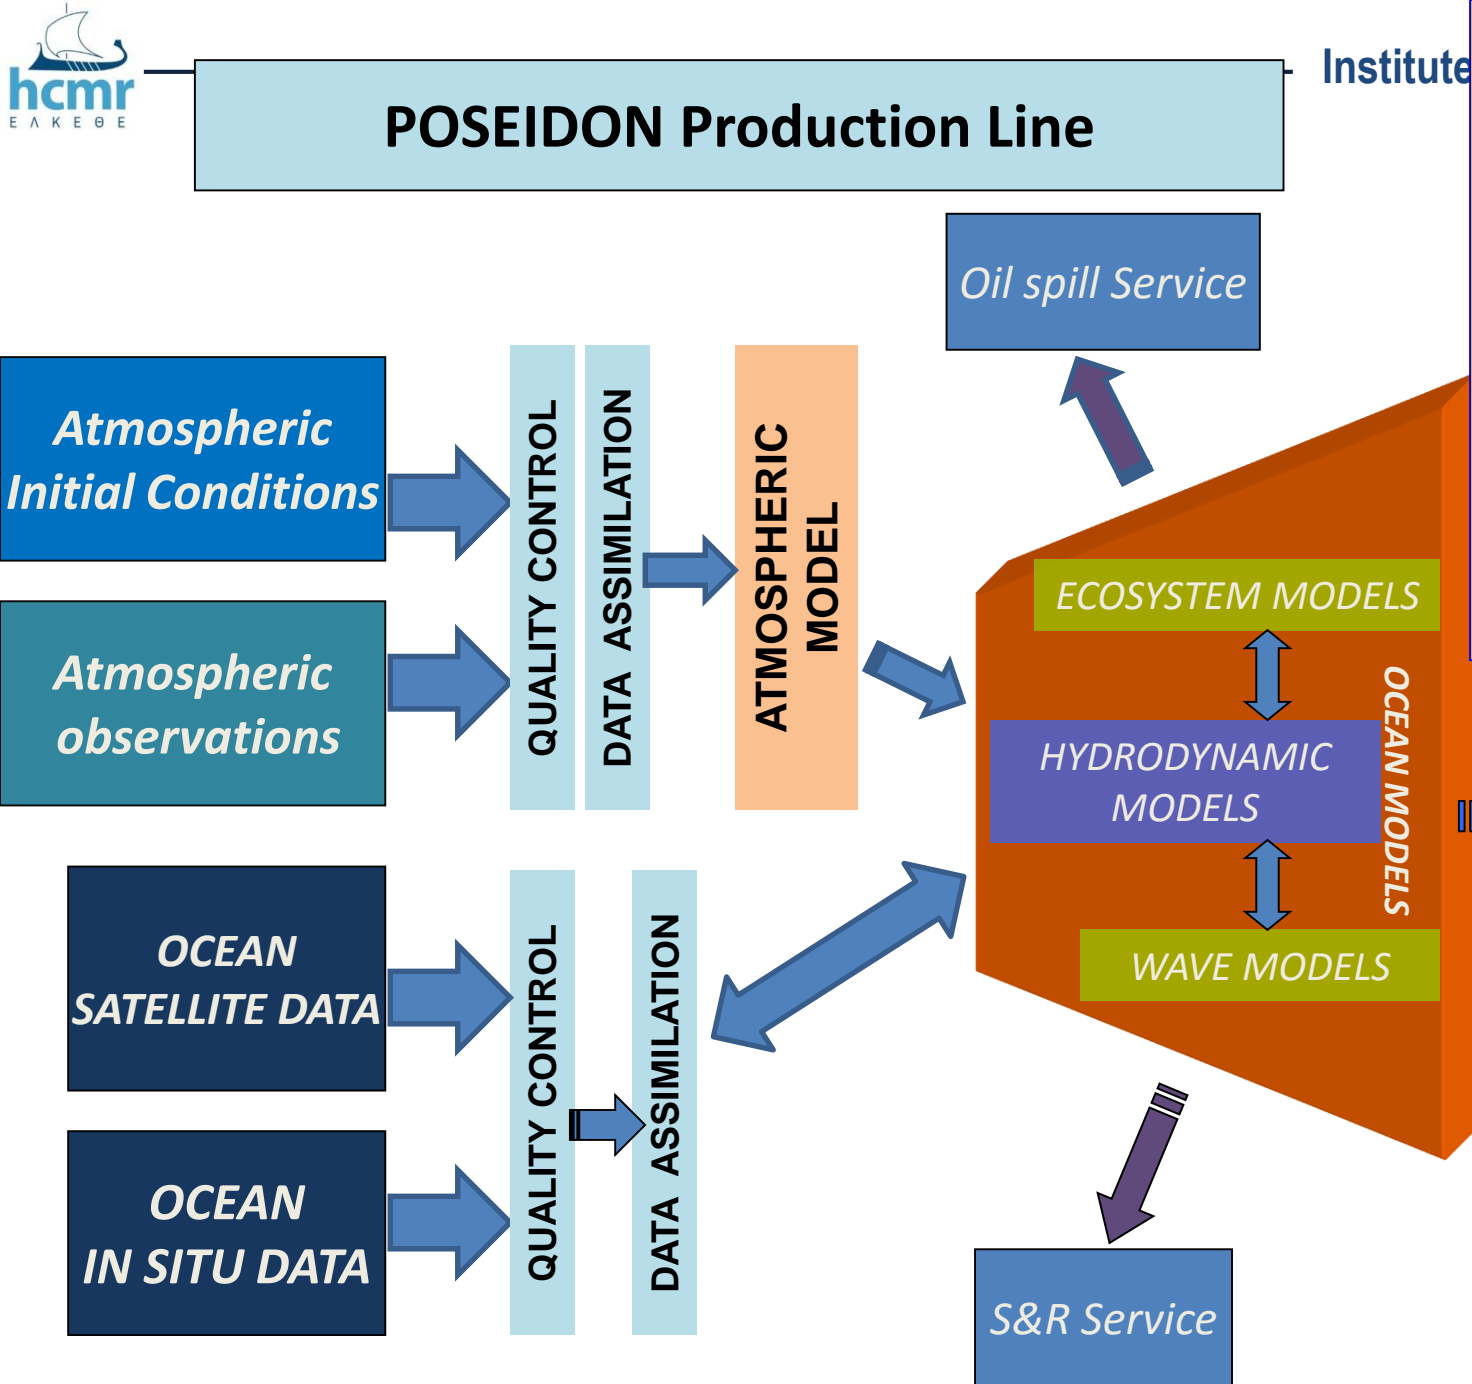 hcmr
ΕΛΚΕΘΕ
Institute
POSEIDON Production Line
Oil spill Service
Atmospheric
Initial Conditions
Atmospheric
observations
QUALITY CONTROL
DATA ASSIMILATION
ATMOSPHERIC
MODEL
ECOSYSTEM MODELS
HYDRODYNAMIC
MODELS
WAVE MODELS
OCEAN MODELS
OCEAN
SATELLITE DATA
OCEAN
IN SITU DATA
QUALITY CONTROL
DATA ASSIMILATION
S&R Service